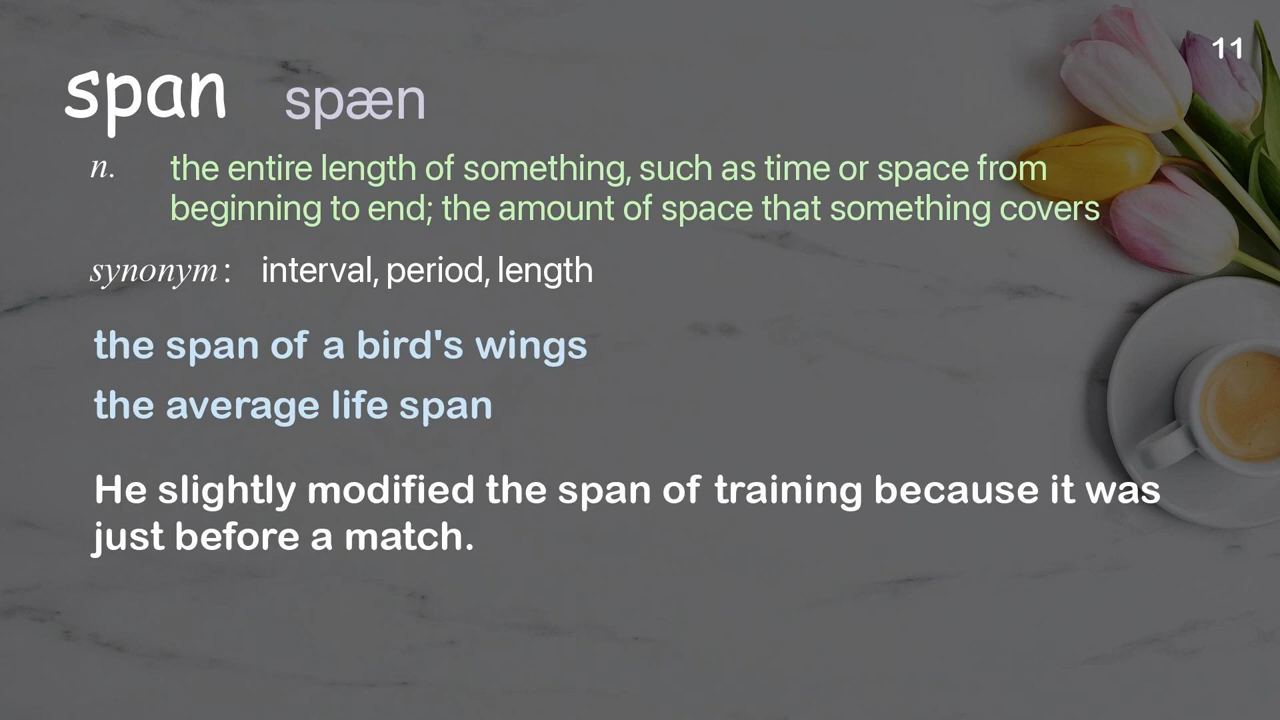 11
span spæn
n. the entire length of something, such as time or space from
beginning to end; the amount of space that something covers
synonym: interval, period, length
the span of a bird's wings
the average life span
He slightly modified the span of training because it was
just before a match.